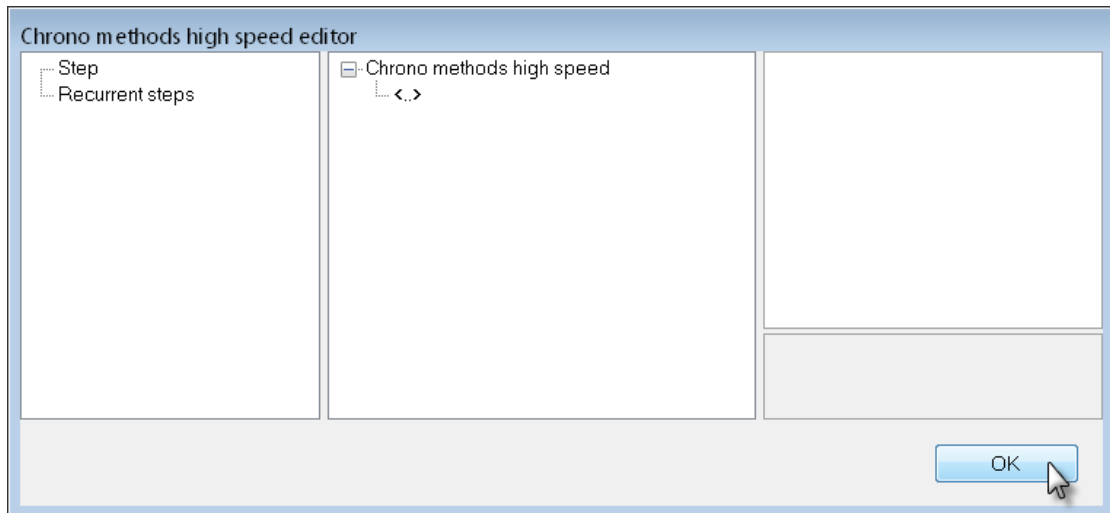 Chrono methods high speed editor
Step
Recurrent steps
Chrono methods high speed
<..>
OK